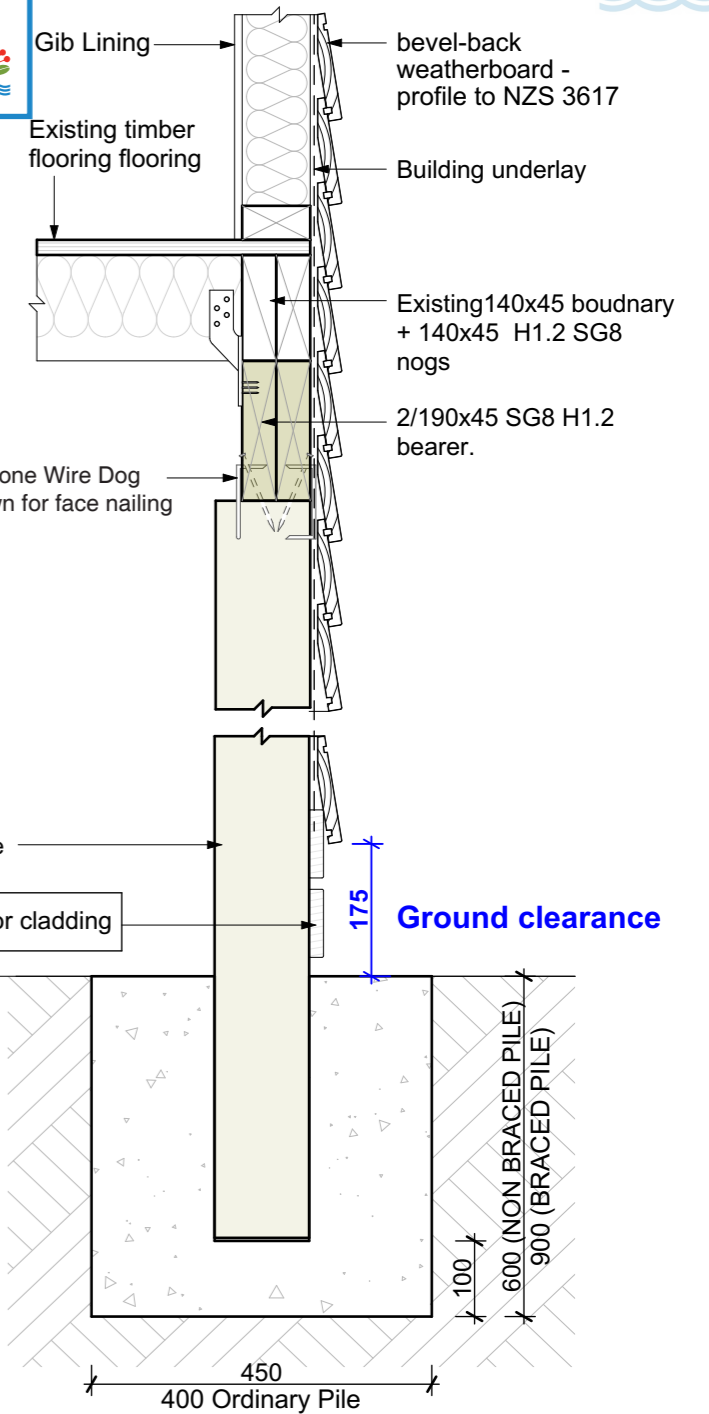 Gib Lining
bevel-back
weatherboard -
profile to NZS 3617
Existing timber
flooring flooring
Building underlay
Existing140x45 boudnary
+ 140x45 H1.2 SG8
nogs
2/190x45 SG8 H1.2
bearer.
one Wire Dog
for face nailing
or cladding
175
Ground clearance
600 (NON BRACED PILE)
900 (BRACED PILE)
100
450
400 Ordinary Pile